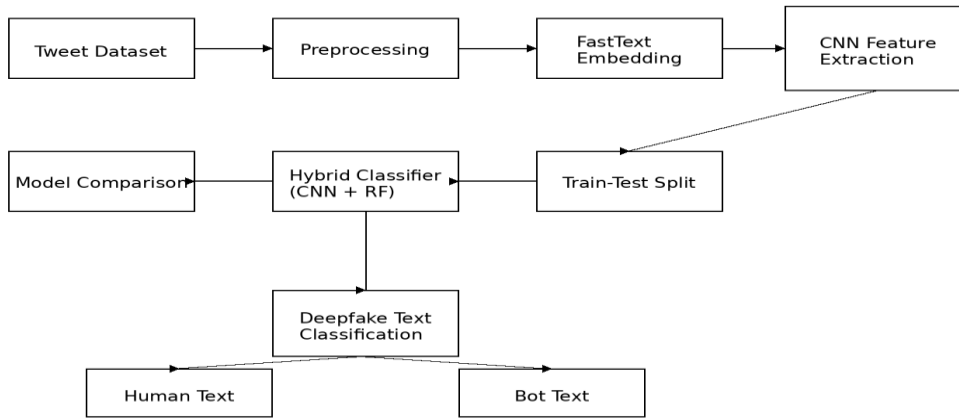 Tweet Dataset
Preprocessing
FastText
Embedding
CNN Feature
Extraction
Model Comparison
Hybrid Classifier
(CNN + RF)
Train-Test Split
Deepfake Text
Classification
Human Text
Bot Text